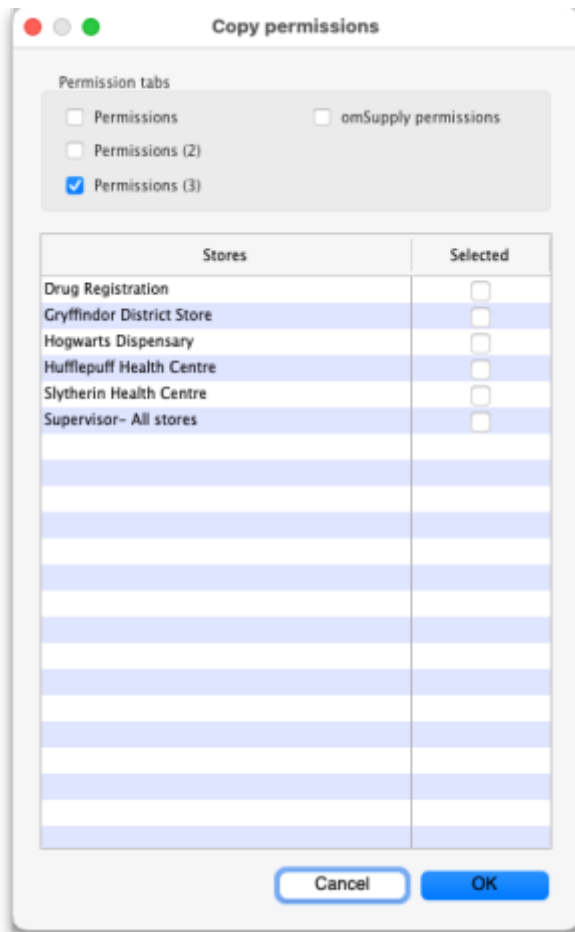 Copy permissions
Permission tabs
Permissions omSupply permissions
Permissions (2)
Permissions (3)
Stores Selected
Drug Registration
Gryffindor District Store
Hogwarts Dispensary
Hufflepuff Health Centre
Slytherin Health Centre
Supervisor- All stores
Cancel OK